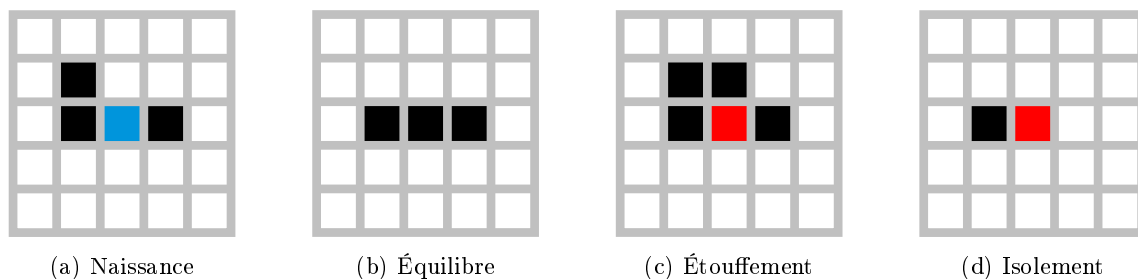 (a) Naissance
(b) Équilibre
(c) Étouffement
(d) Isolement